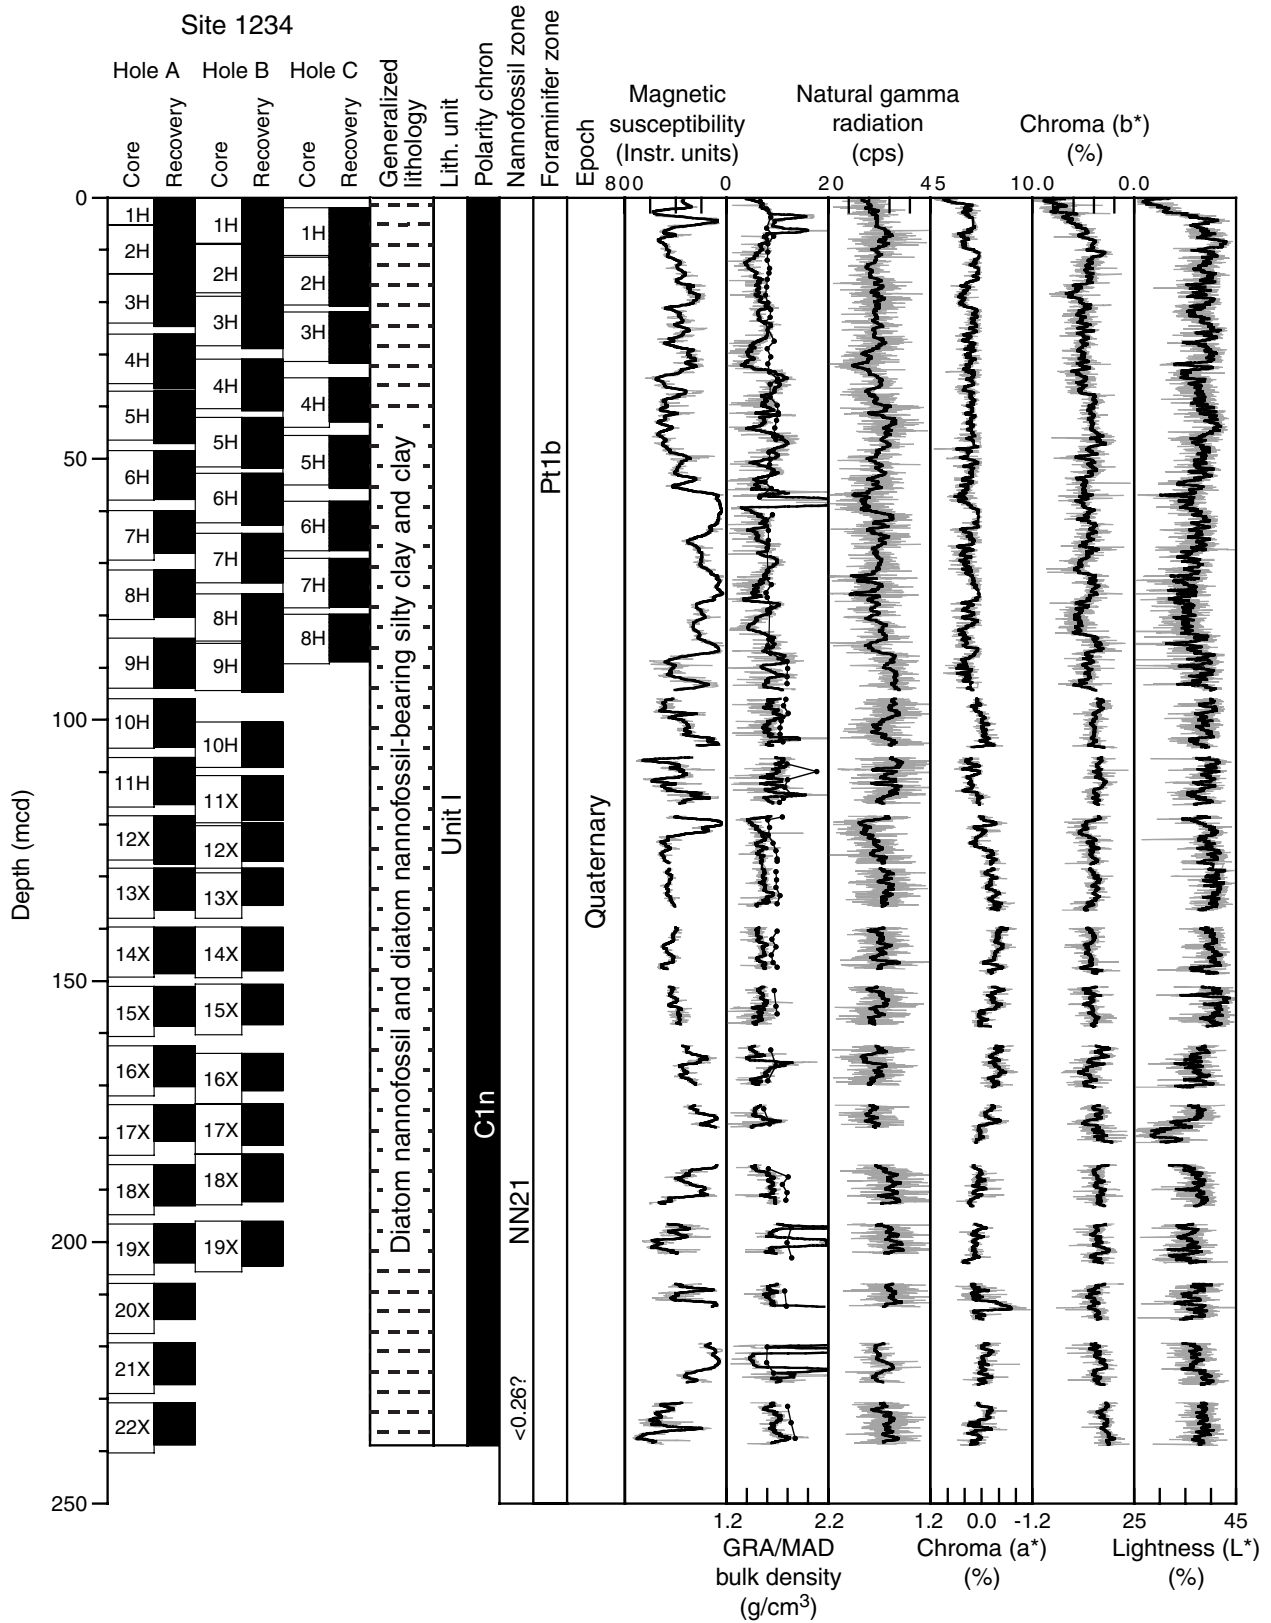 Site 1234
Hole A
Hole B
Hole C
Core
Recovery
Core
Recovery
Core
Recovery
Generalized
lithology
Lith. unit
Polarity chron
Nannofossil zone
Foraminifer zone
Epoch
Magnetic
susceptibility
(Instr. units)
Natural gamma
radiation
(cps)
Chroma (b*)
(%)
800
0
20
45
10.0
0.0
0
50
100
150
200
250
Depth (mcd)
1H
2H
3H
4H
5H
6H
7H
8H
9H
10H
11H
12X
13X
14X
15X
16X
17X
18X
19X
20X
21X
22X
1H
2H
3H
4H
5H
6H
7H
8H
9H
10H
11X
12X
13X
14X
15X
16X
17X
18X
19X
1H
2H
3H
4H
5H
6H
7H
8H
Diatom nannofossil and diatom nannofossil-bearing silty clay and clay
Unit I
C1n
NN21
<0.26?
Pt1b
Quaternary
1.2
2.2
GRA/MAD
bulk density
(g/cm3)
1.2
0.0
-1.2
Chroma (a*)
(%)
25
45
Lightness (L*)
(%)